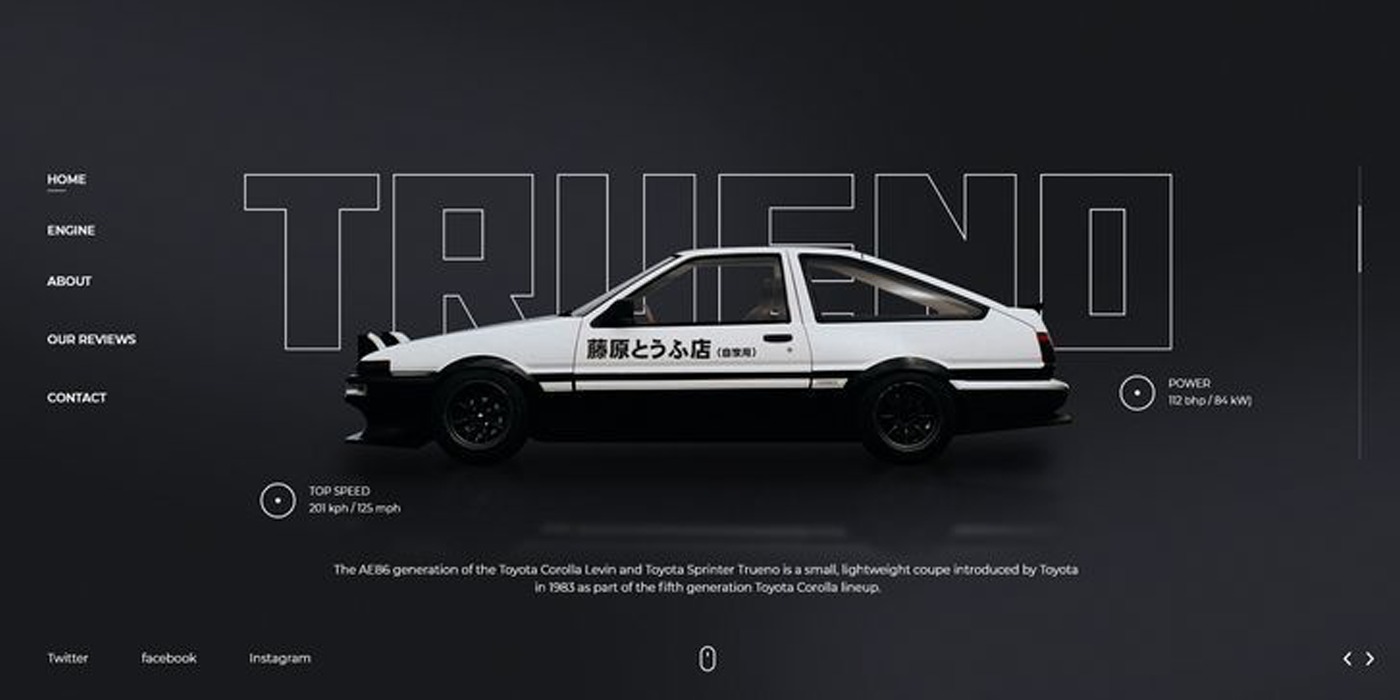 HOME
TRUENO
ENGINE
ABOUT
OUR REVIEWS
藤原とうふ店 (自家用)
POWER
112 bhp / 84 kW)
CONTACT
TOP SPEED
201 kph / 125 mph
The AE86 generation of the Toyota Corolla Levin and Toyota Sprinter Trueno is a small, lightweight coupe introduced by Toyota
in 1983 as part of the fifth generation Toyota Corolla lineup.
Twitter facebook Instagram